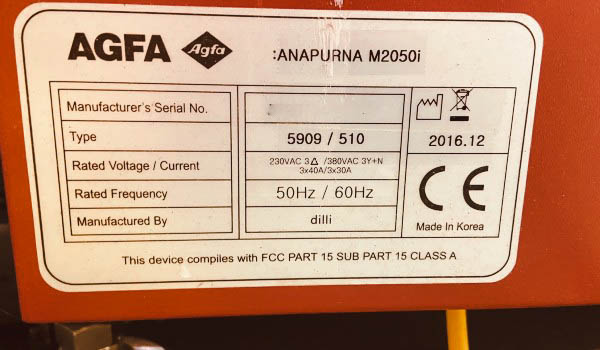 AGFA Agfa :ANAPURNA M2050i
Manufacturer's Serial No.
Type 5909 / 510 2016.12
Rated Voltage / Current 230VAC 3△ /380VAC 3Y+N
3x40A/3x30A
Rated Frequency 50Hz / 60Hz
CE
Manufactured By dilli Made In Korea
This device compiles with FCC PART 15 SUB PART 15 CLASS A